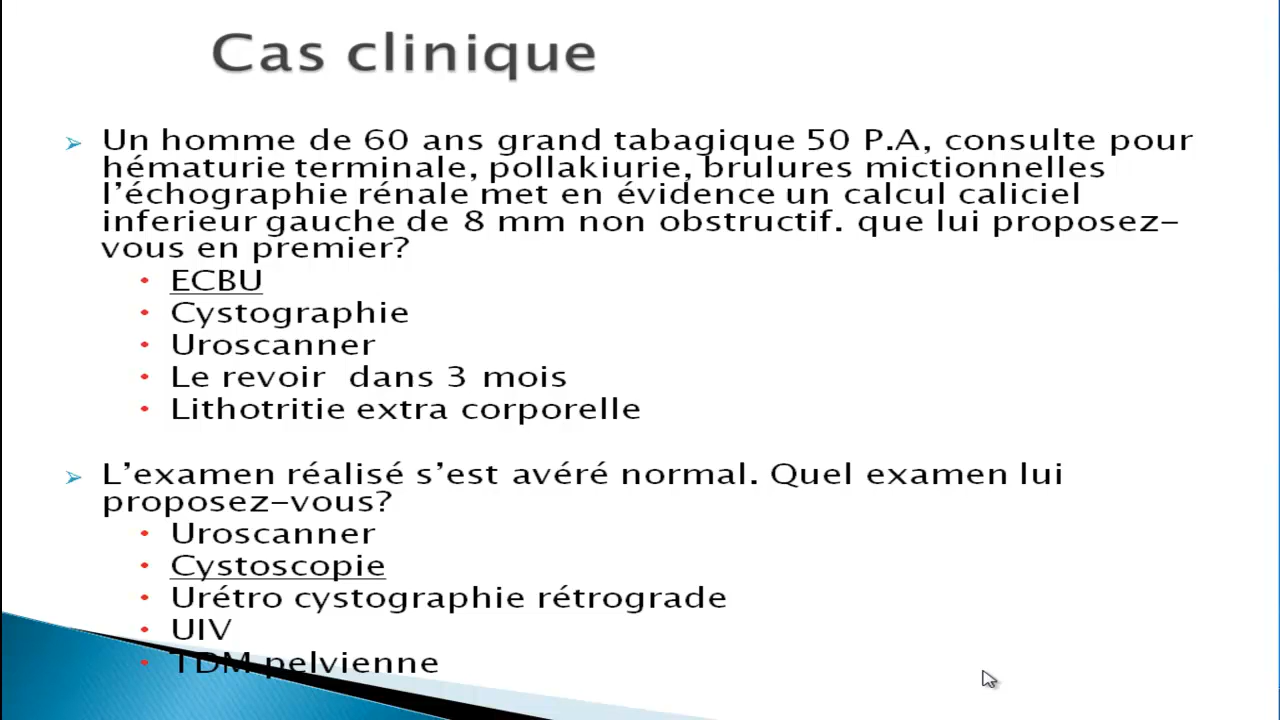 Cas clinique
Un homme de 60 ans grand tabagique 50 P.A, consulte pour
hématurie terminale, pollakiurie, brulures mictionnelles
l'échographie rénale met en évidence un calcul caliciel
inferieur gauche de 8 mm non obstructif. que lui proposez-
vous en premier?
ECBU
Cystographie
Uroscanner
Le revoir dans 3 mois
Lithotritie extra corporelle
L'examen réalisé s'est avéré normal. Quel examen lui
proposez-vous?
Uroscanner
Cystoscopie
Urétro cystographie rétrograde
UIV
TDM pelvienne